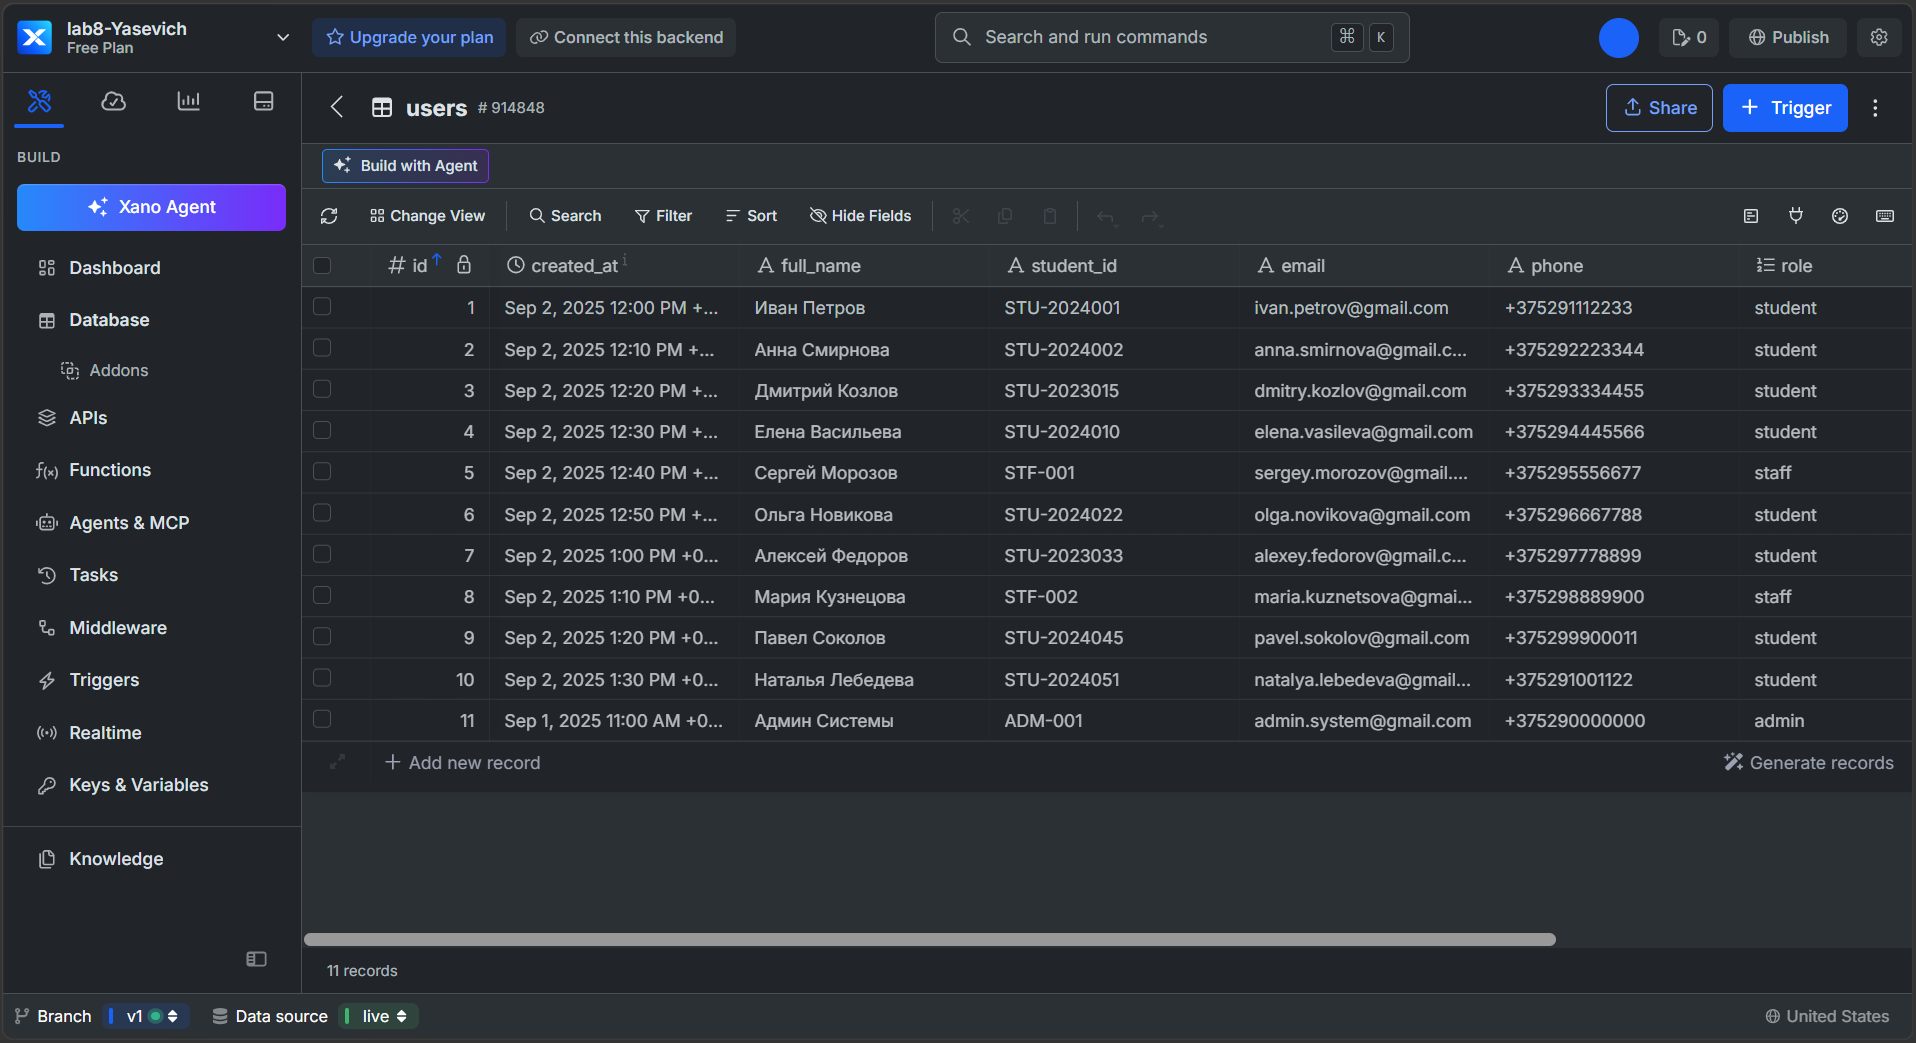 lab8-Yasevich
Free Plan
Upgrade your plan
Connect this backend
Search and run commands
⌘ K
0
Publish
BUILD
Xano Agent
Dashboard
Database
Addons
APIs
Functions
Agents & MCP
Tasks
Middleware
Triggers
Realtime
Keys & Variables
Knowledge
users # 914848
Share
+ Trigger
Build with Agent
Change View Search Filter Sort Hide Fields
# id created_at full_name student_id email phone role
1 Sep 2, 2025 12:00 PM +... Иван Петров STU-2024001 ivan.petrov@gmail.com +375291112233 student
2 Sep 2, 2025 12:10 PM +... Анна Смирнова STU-2024002 anna.smirnova@gmail.c... +375292223344 student
3 Sep 2, 2025 12:20 PM +... Дмитрий Козлов STU-2023015 dmitry.kozlov@gmail.com +375293334455 student
4 Sep 2, 2025 12:30 PM +... Елена Васильева STU-2024010 elena.vasileva@gmail.com +375294445566 student
5 Sep 2, 2025 12:40 PM +... Сергей Морозов STF-001 sergey.morozov@gmail.... +375295556677 staff
6 Sep 2, 2025 12:50 PM +... Ольга Новикова STU-2024022 olga.novikova@gmail.com +375296667788 student
7 Sep 2, 2025 1:00 PM +0... Алексей Федоров STU-2023033 alexey.fedorov@gmail.c... +375297778899 student
8 Sep 2, 2025 1:10 PM +0... Мария Кузнецова STF-002 maria.kuznetsova@gmai... +375298889900 staff
9 Sep 2, 2025 1:20 PM +0... Павел Соколов STU-2024045 pavel.sokolov@gmail.com +375299900011 student
10 Sep 2, 2025 1:30 PM +0... Наталья Лебедева STU-2024051 natalya.lebedeva@gmail... +375291001122 student
11 Sep 1, 2025 11:00 AM +0... Админ Системы ADM-001 admin.system@gmail.com +375290000000 admin
+ Add new record
Generate records
11 records
Branch v1 Data source live
United States